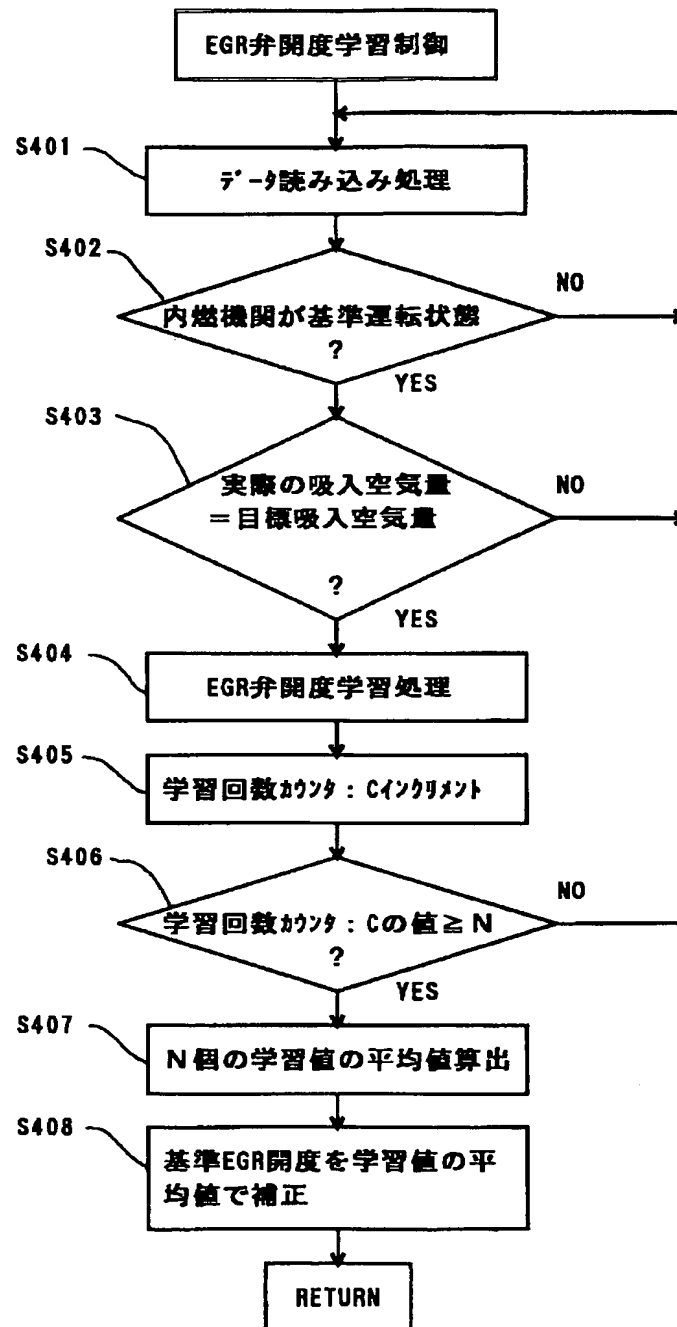 EGR弁開度学習制御
S401
ﾃﾞｰﾀ読み込み処理
S402
NO
内燃機関が基準運転状態
?
YES
S403
実際の吸入空気量
NO
=目標吸入空気量
?
YES
S404
EGR弁開度学習処理
S405
学習回数ｶｳﾝﾀ:Cｲﾝｸﾘﾒﾝﾄ
S406
NO
学習回数ｶｳﾝﾀ:Cの値≧N
?
YES
S407
N個の学習値の平均値算出
S408
基準EGR開度を学習値の平
均値で補正
RETURN